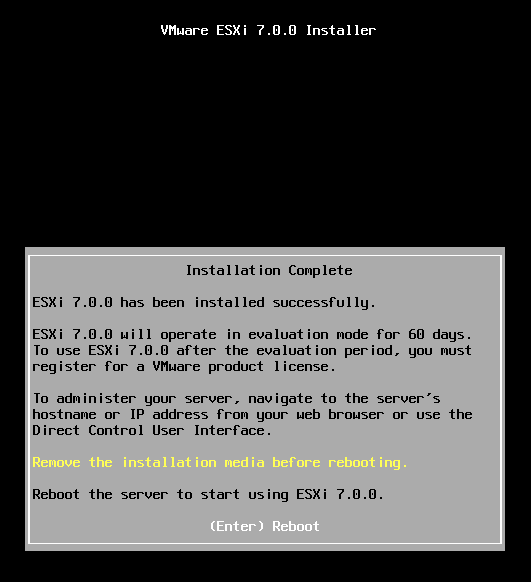 VMware ESXi 7.0.0 Installer
Installation Complete
ESXi 7.0.0 has been installed successfully.
ESXi 7.0.0 will operate in evaluation mode for 60 days.
To use ESXi 7.0.0 after the evaluation period, you must
register for a VMware product license.
To administer your server, navigate to the server's
hostname or IP address from your web browser or use the
Direct Control User Interface.
Remove the installation media before rebooting.
Reboot the server to start using ESXi 7.0.0.
(Enter) Reboot